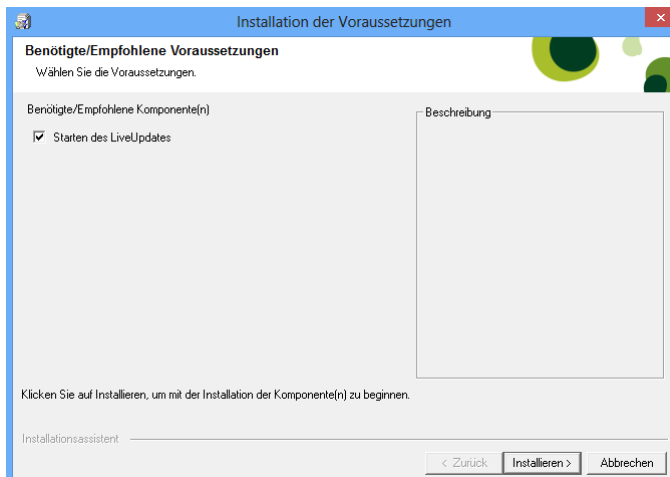 Installation der Voraussetzungen
Benötigte/Empfohlene Voraussetzungen
Wählen Sie die Voraussetzungen.
Benötigte/Empfohlene Komponente(n)
Starten des LiveUpdates
Beschreibung
Klicken Sie auf Installieren, um mit der Installation der Komponente(n) zu beginnen.
Installationsassistent
< Zurück Installieren > Abbrechen